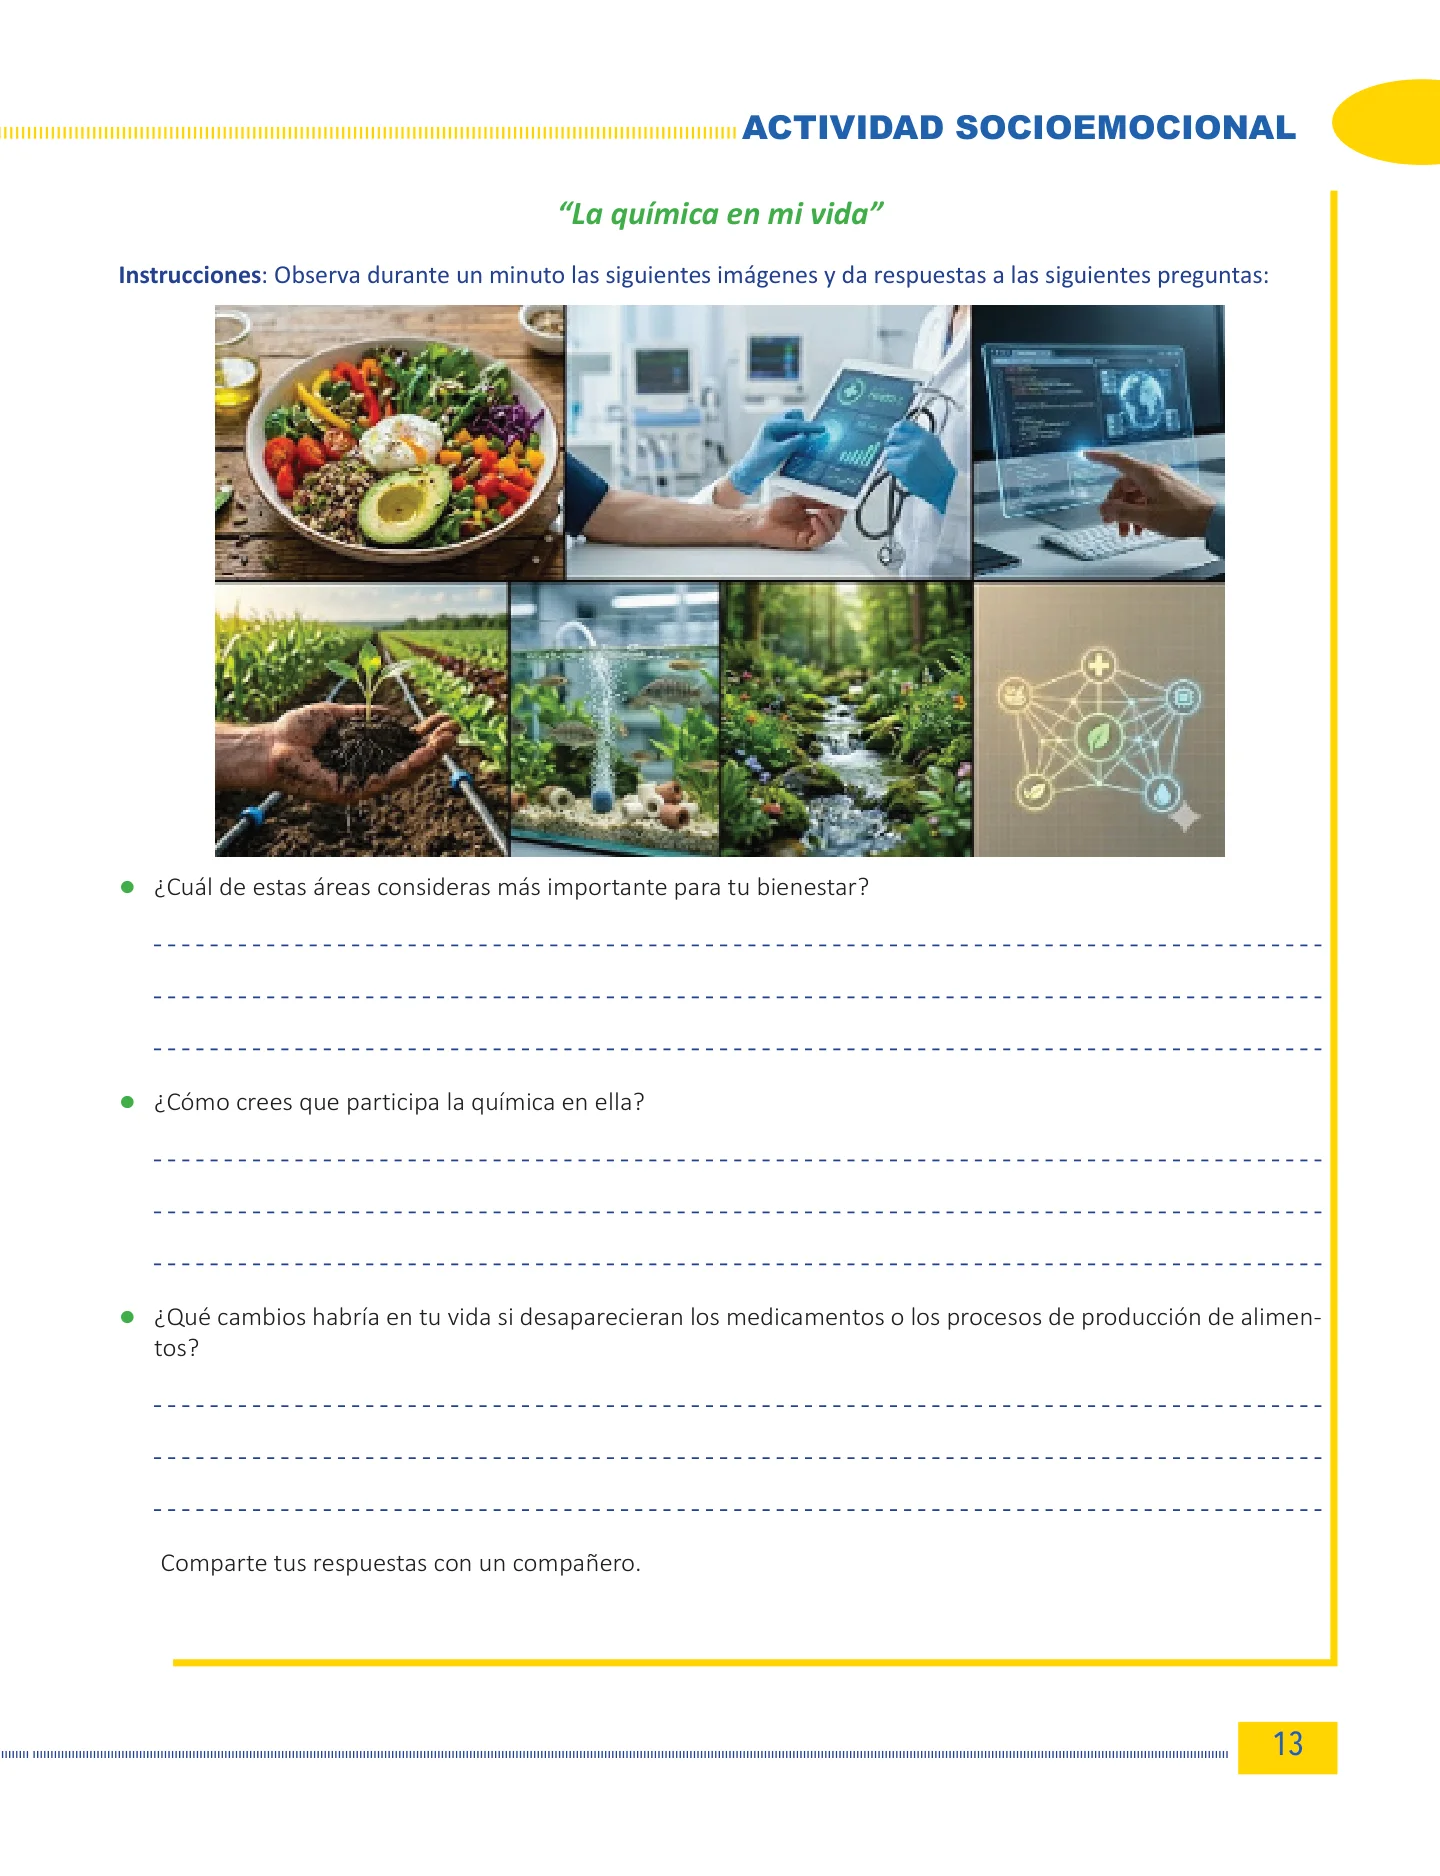 ACTIVIDAD SOCIOEMOCIONAL
“La química en mi vida”
Instrucciones: Observa durante un minuto las siguientes imágenes y da respuestas a las siguientes preguntas:
¿Cuál de estas áreas consideras más importante para tu bienestar?
¿Cómo crees que participa la química en ella?
¿Qué cambios habría en tu vida si desaparecieran los medicamentos o los procesos de producción de alimen-
tos?
Comparte tus respuestas con un compañero.
13